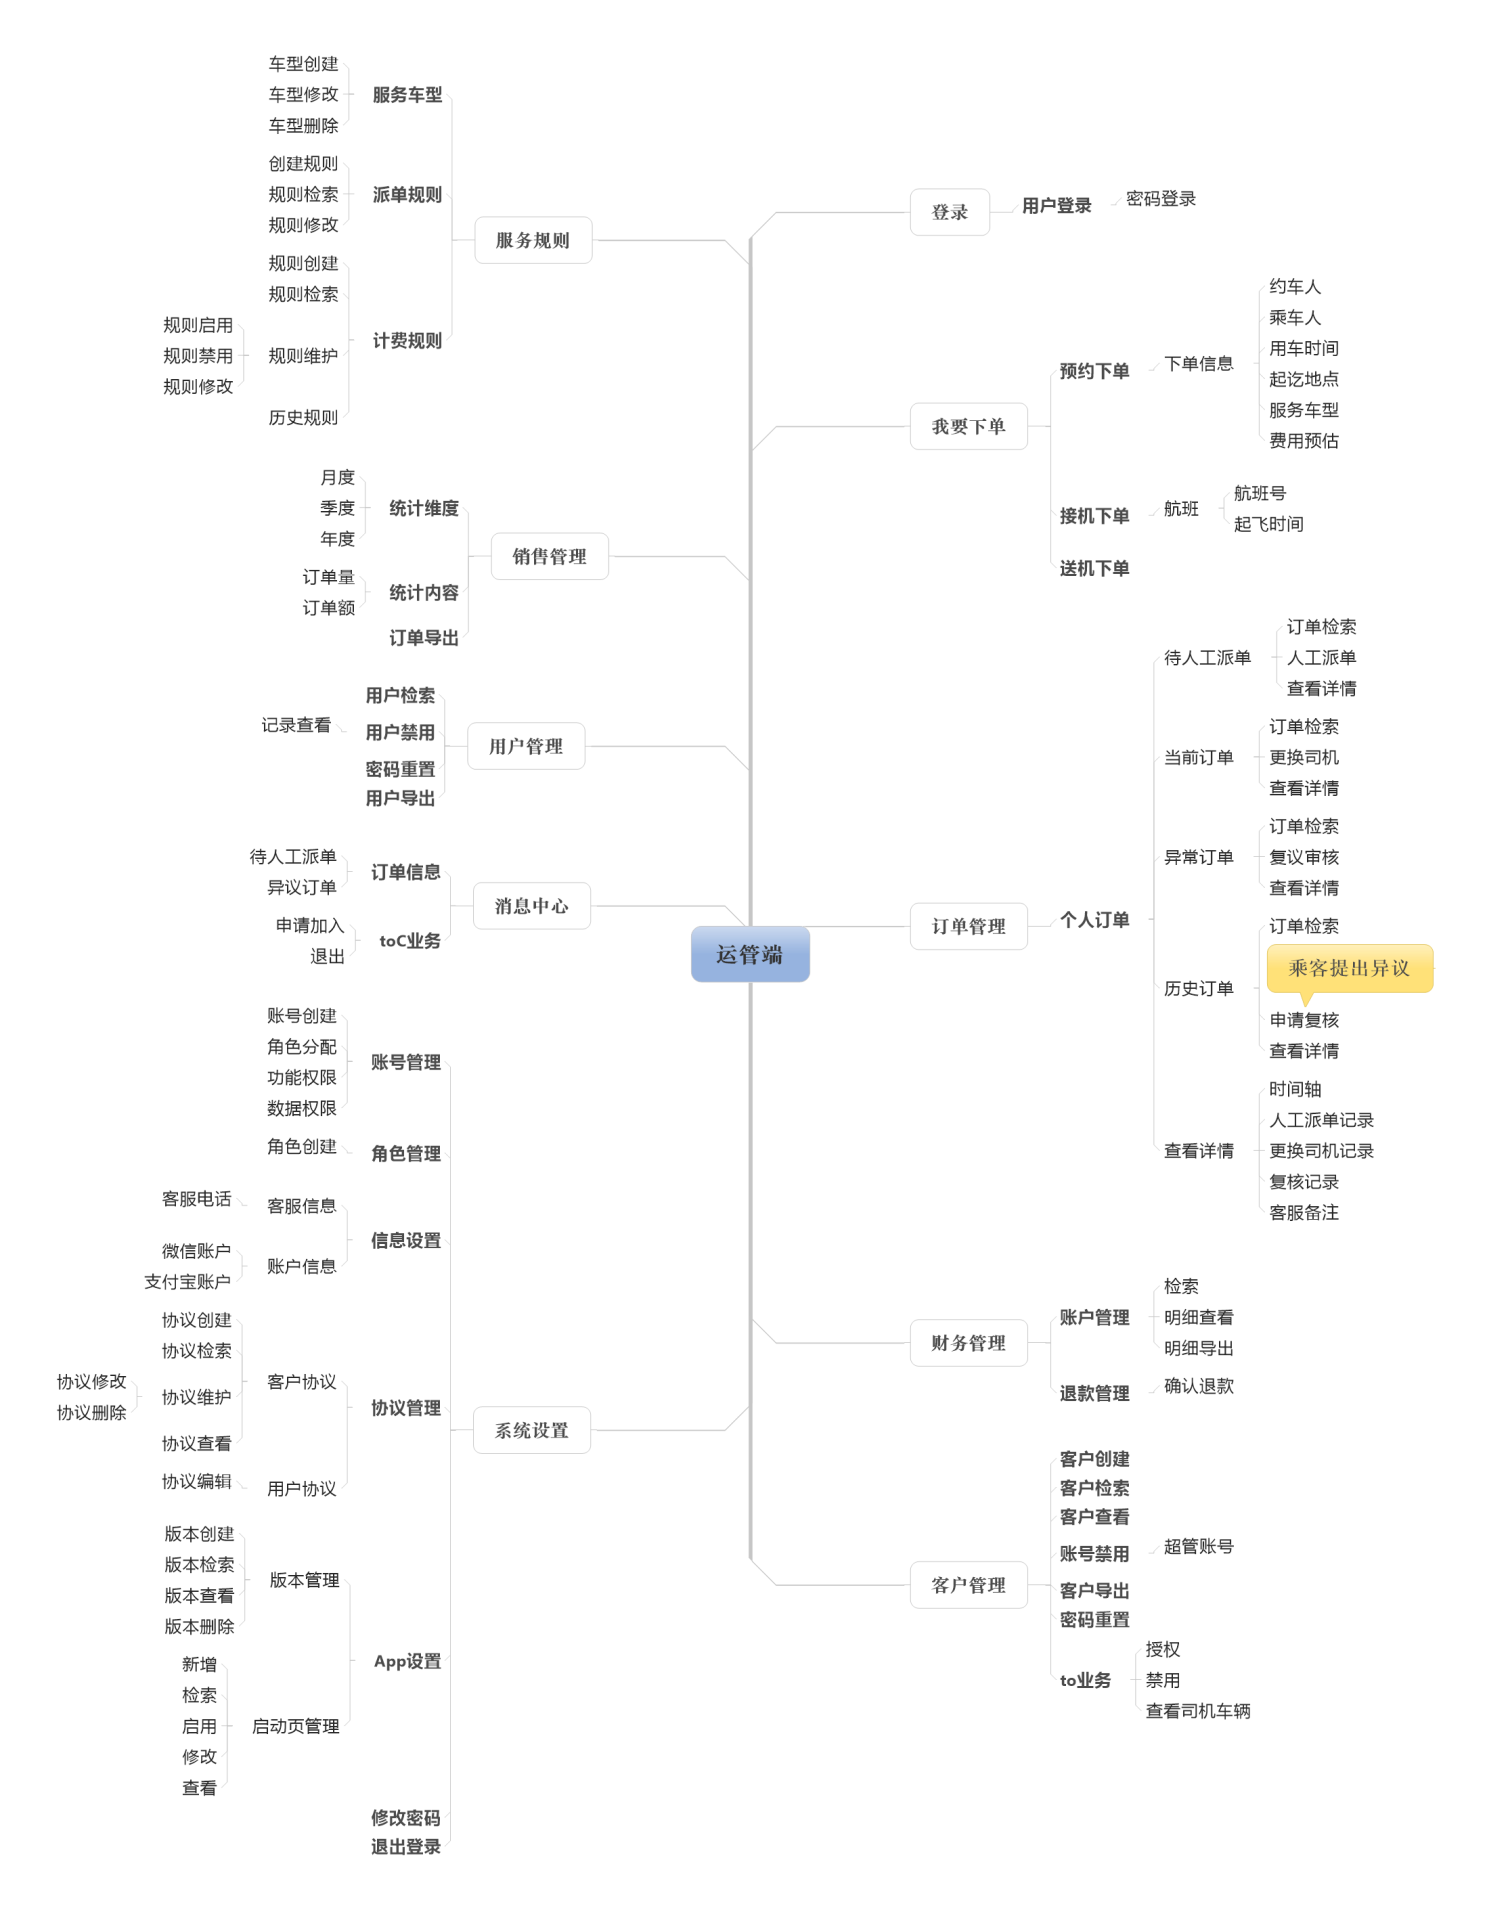 运管端
登录
用户登录
密码登录
我要下单
预约下单
下单信息
约车人
乘车人
用车时间
起讫地点
服务车型
费用预估
接机下单
航班
航班号
起飞时间
送机下单
订单管理
个人订单
待人工派单
订单检索
人工派单
查看详情
当前订单
订单检索
更换司机
查看详情
异常订单
订单检索
复议审核
查看详情
历史订单
订单检索
乘客提出异议
申请复核
查看详情
查看详情
时间轴
人工派单记录
更换司机记录
复核记录
客服备注
财务管理
账户管理
检索
明细查看
明细导出
退款管理
确认退款
客户管理
客户创建
客户检索
客户查看
账号禁用
超管账号
客户导出
密码重置
to业务
授权
禁用
查看司机车辆
服务规则
服务车型
车型创建
车型修改
车型删除
派单规则
创建规则
规则检索
规则修改
计费规则
规则创建
规则检索
规则维护
规则启用
规则禁用
规则修改
历史规则
销售管理
统计维度
月度
季度
年度
统计内容
订单量
订单额
订单导出
用户管理
用户检索
用户禁用
记录查看
密码重置
用户导出
消息中心
订单信息
待人工派单
异议订单
toC业务
申请加入
退出
系统设置
账号管理
账号创建
角色分配
功能权限
数据权限
角色管理
角色创建
信息设置
客服信息
客服电话
账户信息
微信账户
支付宝账户
协议管理
客户协议
协议创建
协议检索
协议维护
协议修改
协议删除
协议查看
用户协议
协议编辑
App设置
版本管理
版本创建
版本检索
版本查看
版本删除
启动页管理
新增
检索
启用
修改
查看
修改密码
退出登录